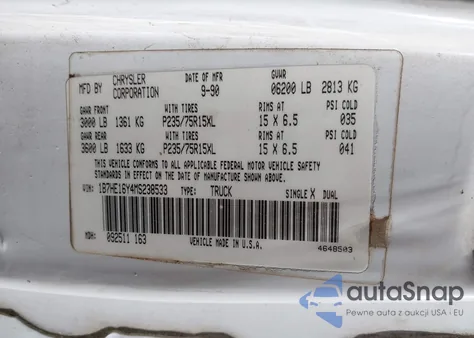 MFD BY CHRYSLER CORPORATION DATE OF MFR 9-90 GVWR 06200 LB 2813 KG
GAWR FRONT WITH TIRES RIMS AT PSI COLD
3000 LB 1361 KG P235/75R15XL 15 X 6.5 035
GAWR REAR WITH TIRES RIMS AT PSI COLD
3600 LB 1633 KG P235/75R15XL 15 X 6.5 041
THIS VEHICLE CONFORMS TO ALL APPLICABLE FEDERAL MOTOR VEHICLE SAFETY
STANDARDS IN EFFECT ON THE DATE OF MANUFACTURE SHOWN ABOVE
VIN: 1B7HE16Y4MS238533 TYPE: TRUCK SINGLE X DUAL
MDH: 092511 163 VEHICLE MADE IN U.S.A. 4648503
autoSnap
Pewne auta z aukcji USA i EU